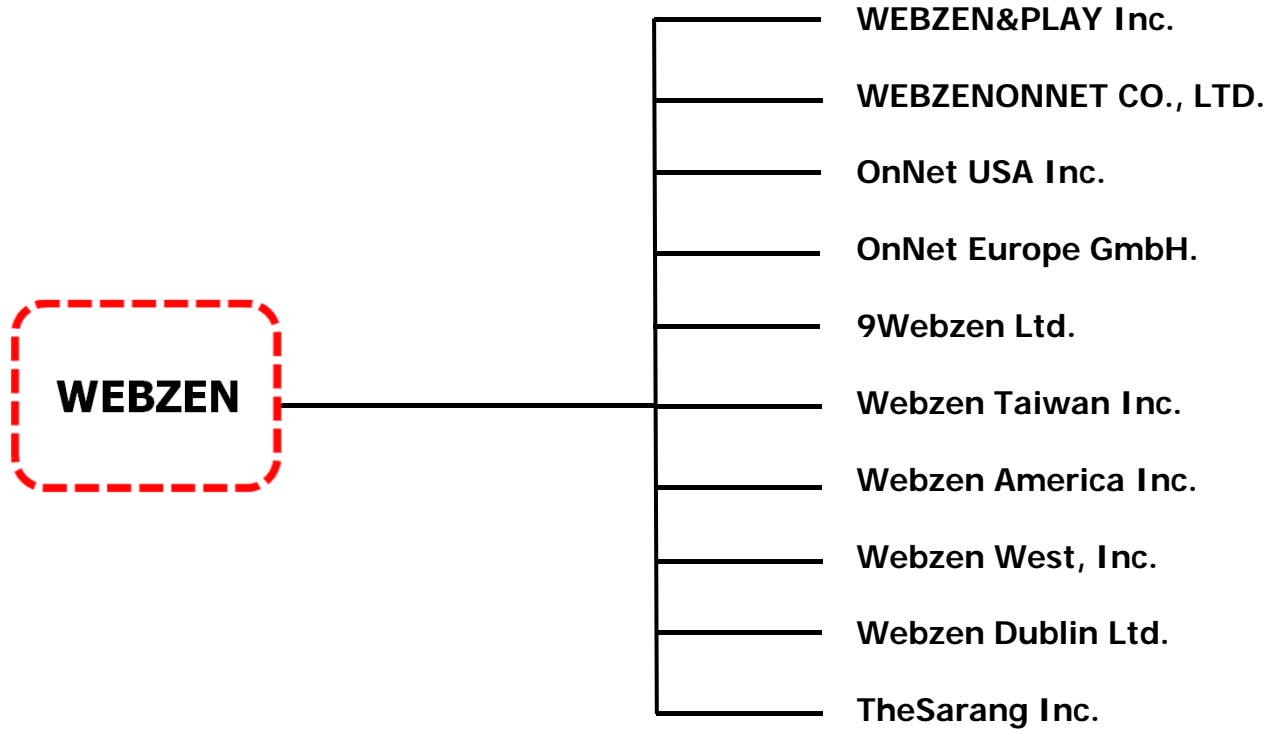 WEBZEN&PLAY Inc.
WEBZENONNET CO., LTD.
OnNet USA Inc.
OnNet Europe GmbH.
9Webzen Ltd.
WEBZEN
Webzen Taiwan Inc.
Webzen America Inc.
Webzen West, Inc.
Webzen Dublin Ltd.
TheSarang Inc.